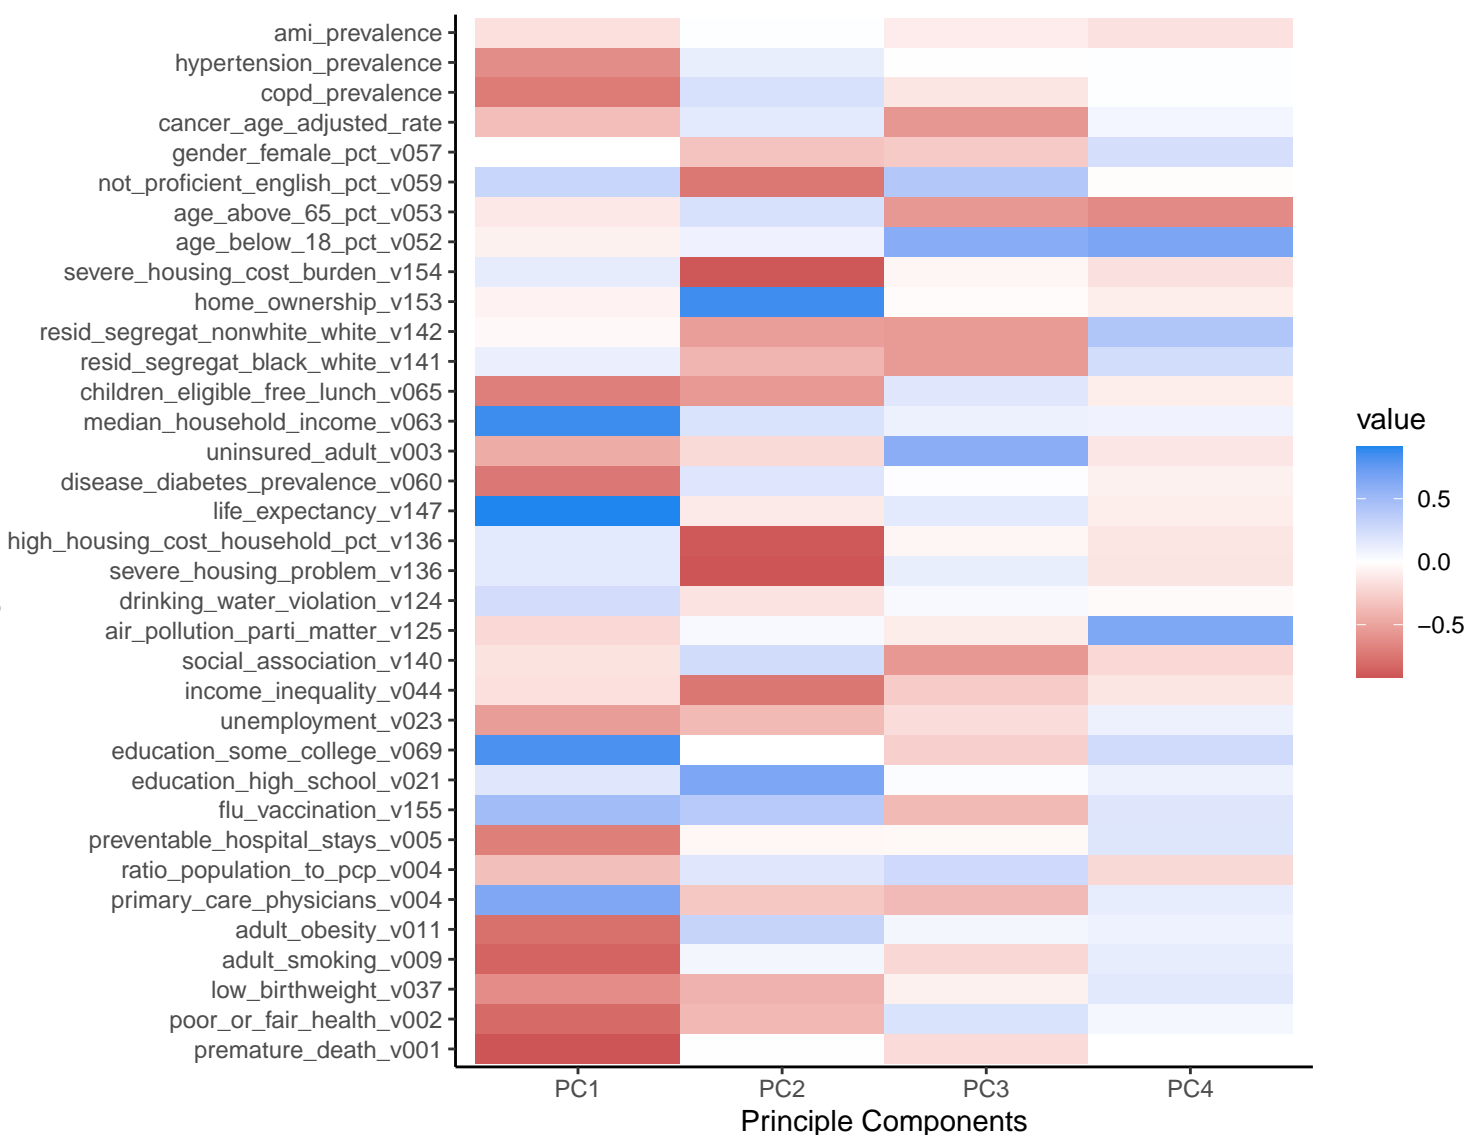 ami_prevalence
hypertension_prevalence
copd_prevalence
cancer_age_adjusted_rate
gender_female_pct_v057
not_proficient_english_pct_v059
age_above_65_pct_v053
age_below_18_pct_v052
severe_housing_cost_burden_v154
home_ownership_v153
resid_segregat_nonwhite_white_v142
resid_segregat_black_white_v141
children_eligible_free_lunch_v065
median_household_income_v063
uninsured_adult_v003
disease_diabetes_prevalence_v060
life_expectancy_v147
high_housing_cost_household_pct_v136
severe_housing_problem_v136
drinking_water_violation_v124
air_pollution_parti_matter_v125
social_association_v140
income_inequality_v044
unemployment_v023
education_some_college_v069
education_high_school_v021
flu_vaccination_v155
preventable_hospital_stays_v005
ratio_population_to_pcp_v004
primary_care_physicians_v004
adult_obesity_v011
adult_smoking_v009
low_birthweight_v037
poor_or_fair_health_v002
premature_death_v001
PC1 PC2 PC3 PC4
Principle Components
value
0.5
0.0
−0.5